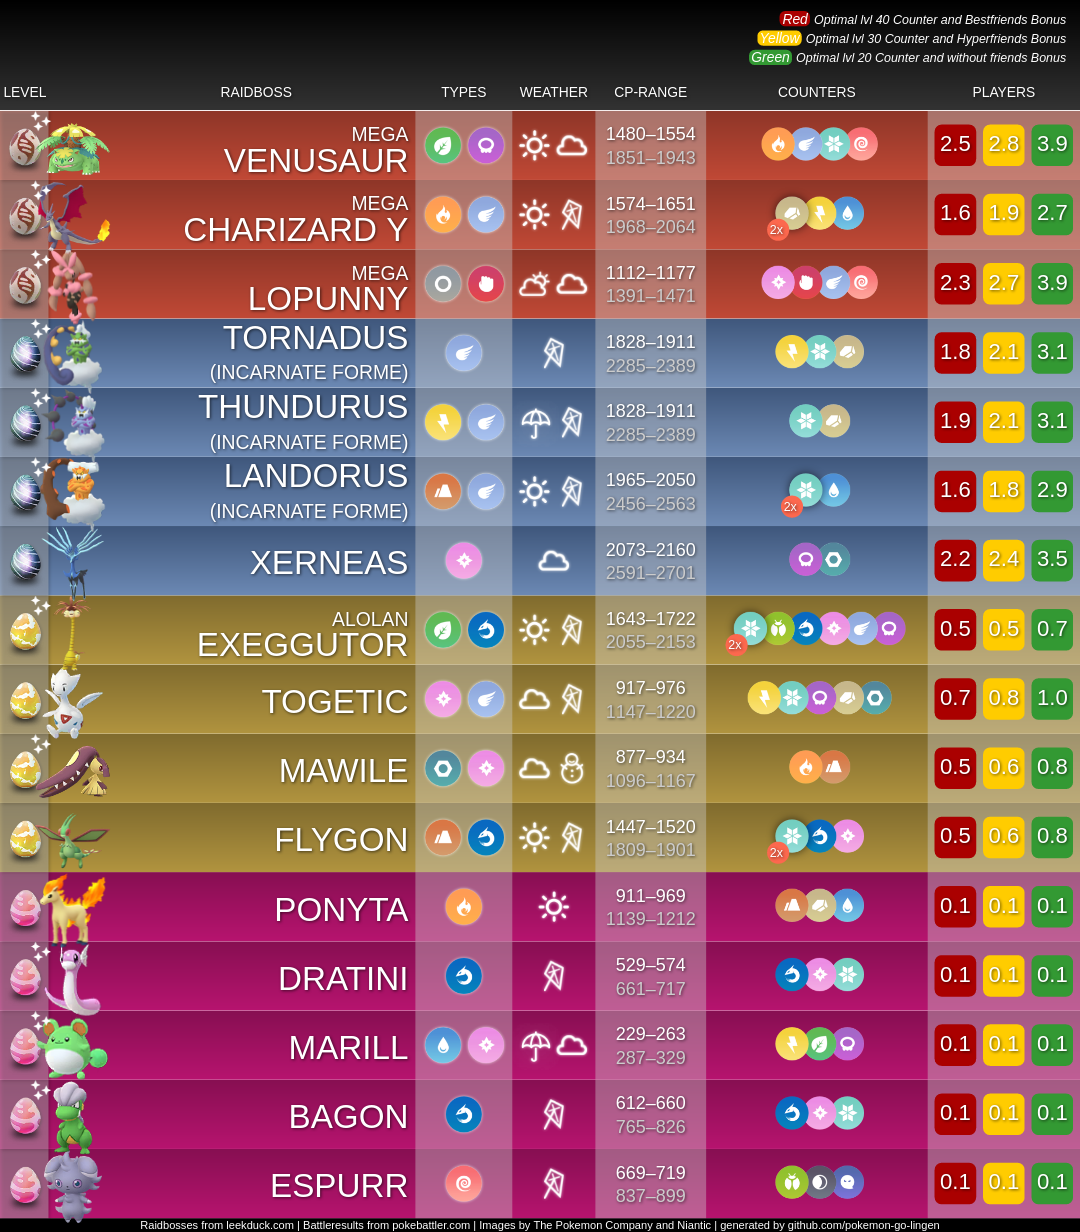 Red Optimal lvl 40 Counter and Bestfriends Bonus
Yellow Optimal lvl 30 Counter and Hyperfriends Bonus
Green Optimal lvl 20 Counter and without friends Bonus
LEVEL RAIDBOSS TYPES WEATHER CP-RANGE COUNTERS PLAYERS
MEGA
VENUSAUR
1480–1554
1851–1943
2.5 2.8 3.9
MEGA
CHARIZARD Y
1574–1651
1968–2064
2x
1.6 1.9 2.7
MEGA
LOPUNNY
1112–1177
1391–1471
2.3 2.7 3.9
TORNADUS
(INCARNATE FORME)
1828–1911
2285–2389
1.8 2.1 3.1
THUNDURUS
(INCARNATE FORME)
1828–1911
2285–2389
1.9 2.1 3.1
LANDORUS
(INCARNATE FORME)
1965–2050
2456–2563
2x
1.6 1.8 2.9
XERNEAS
2073–2160
2591–2701
2.2 2.4 3.5
ALOLAN
EXEGGUTOR
1643–1722
2055–2153
2x
0.5 0.5 0.7
TOGETIC
917–976
1147–1220
0.7 0.8 1.0
MAWILE
877–934
1096–1167
0.5 0.6 0.8
FLYGON
1447–1520
1809–1901
2x
0.5 0.6 0.8
PONYTA
911–969
1139–1212
0.1 0.1 0.1
DRATINI
529–574
661–717
0.1 0.1 0.1
MARILL
229–263
287–329
0.1 0.1 0.1
BAGON
612–660
765–826
0.1 0.1 0.1
ESPURR
669–719
837–899
0.1 0.1 0.1
Raidbosses from leekduck.com | Battleresults from pokebattler.com | Images by The Pokemon Company and Niantic | generated by github.com/pokemon-go-lingen